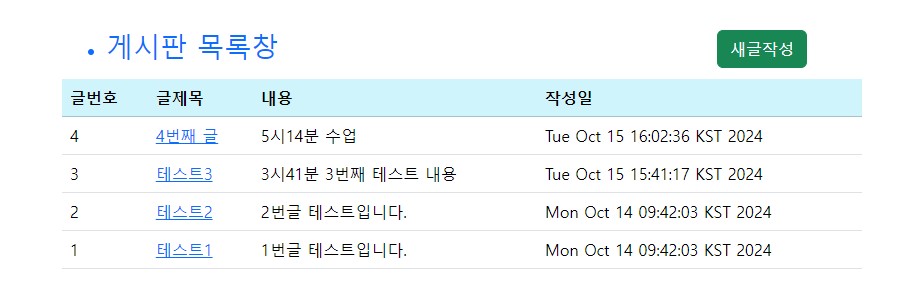 • 게시판 목록창 새글작성
글번호 글제목 내용 작성일
4 4번째 글 5시14분 수업 Tue Oct 15 16:02:36 KST 2024
3 테스트3 3시41분 3번째 테스트 내용 Tue Oct 15 15:41:17 KST 2024
2 테스트2 2번글 테스트입니다. Mon Oct 14 09:42:03 KST 2024
1 테스트1 1번글 테스트입니다. Mon Oct 14 09:42:03 KST 2024